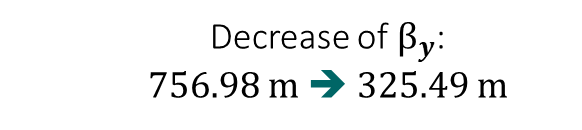 Decrease of βy:
756.98 m ➔ 325.49 m